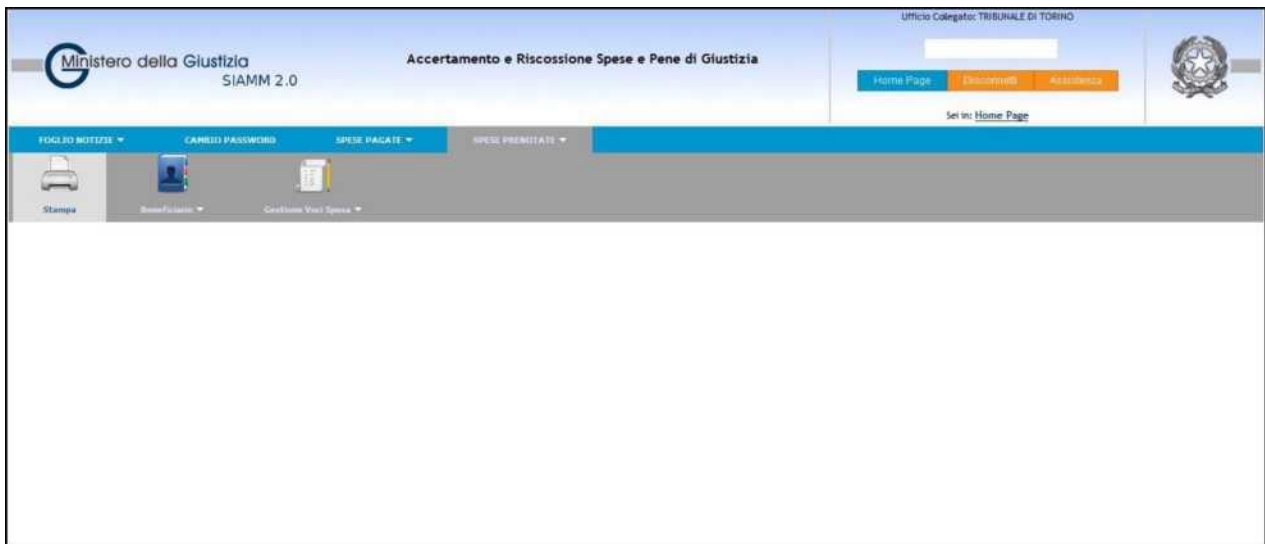 Ufficio Collegato: TRIBUNALE DI TORINO
Ministero della Giustizia
SIAMM 2.0
Accertamento e Riscossione Spese e Pene di Giustizia
Home Page Disconnetti Assistenza
Sei in: Home Page
FOGLIO NOTIZIE CAMBIO PASSWORD SPESE PAGATE SPESE PRENOTATE
Stampa Beneficiario Gestione Voci Spesa